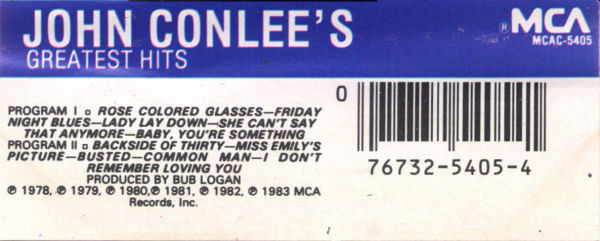 JOHN CONLEE'S
GREATEST HITS
® MCA
MCAC-5405
PROGRAM I ▫ ROSE COLORED GLASSES—FRIDAY
NIGHT BLUES—LADY LAY DOWN—SHE CAN'T SAY
THAT ANYMORE—BABY, YOU'RE SOMETHING
PROGRAM II ▫ BACKSIDE OF THIRTY—MISS EMILY'S
PICTURE—BUSTED—COMMON MAN—I DON'T
REMEMBER LOVING YOU
PRODUCED BY BUB LOGAN
℗ 1978, ℗ 1979, ℗ 1980,℗ 1981, ℗ 1982, ℗ 1983 MCA
Records, Inc.
0
76732-5405-4